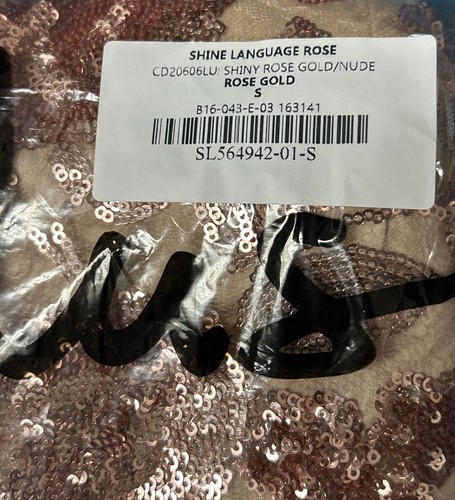 SHINE LANGUAGE ROSE
CD20606LU: SHINY ROSE GOLD/NUDE
ROSE GOLD
S
B16-043-E-03 163141
SL564942-01-S